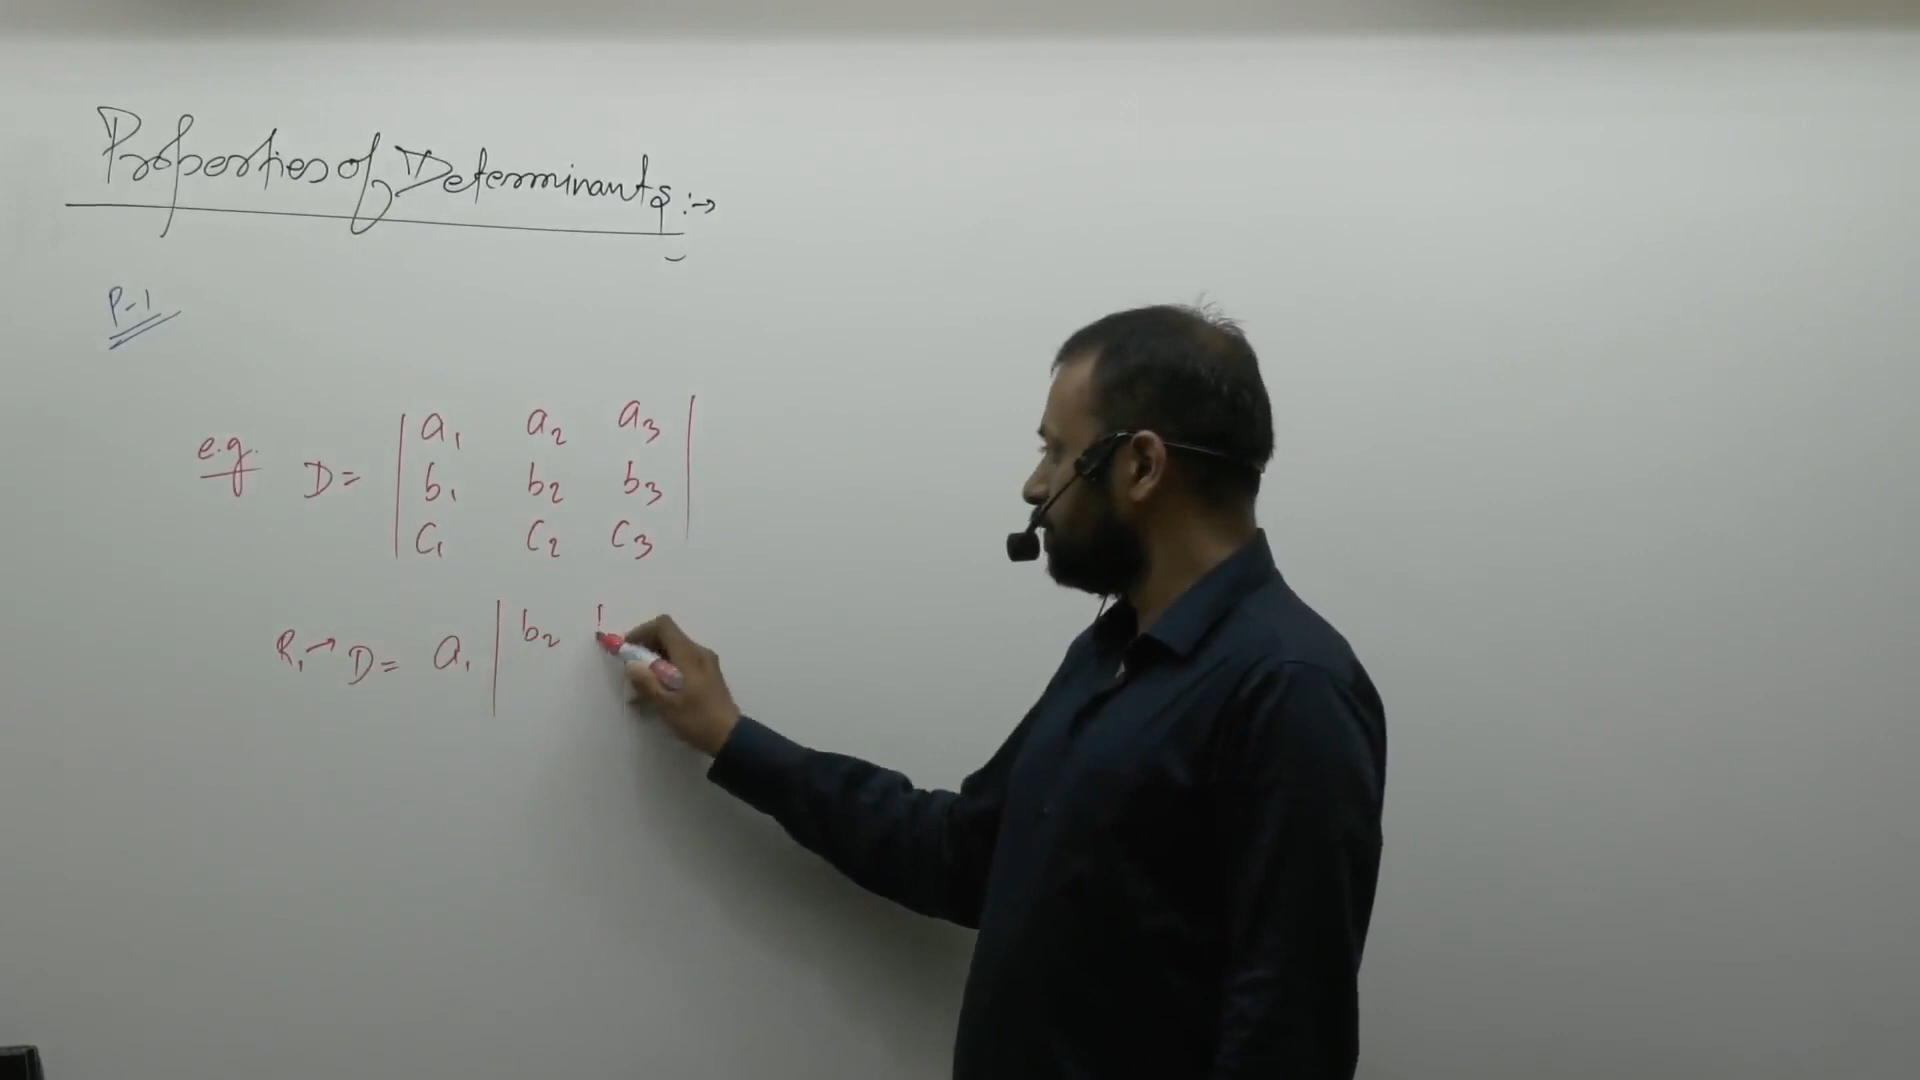 Properties of Determinants :→
P-1
e.g. D = | a₁ a₂ a₃ |
| b₁ b₂ b₃ |
| c₁ c₂ c₃ |
R₁→ D = a₁ | b₂